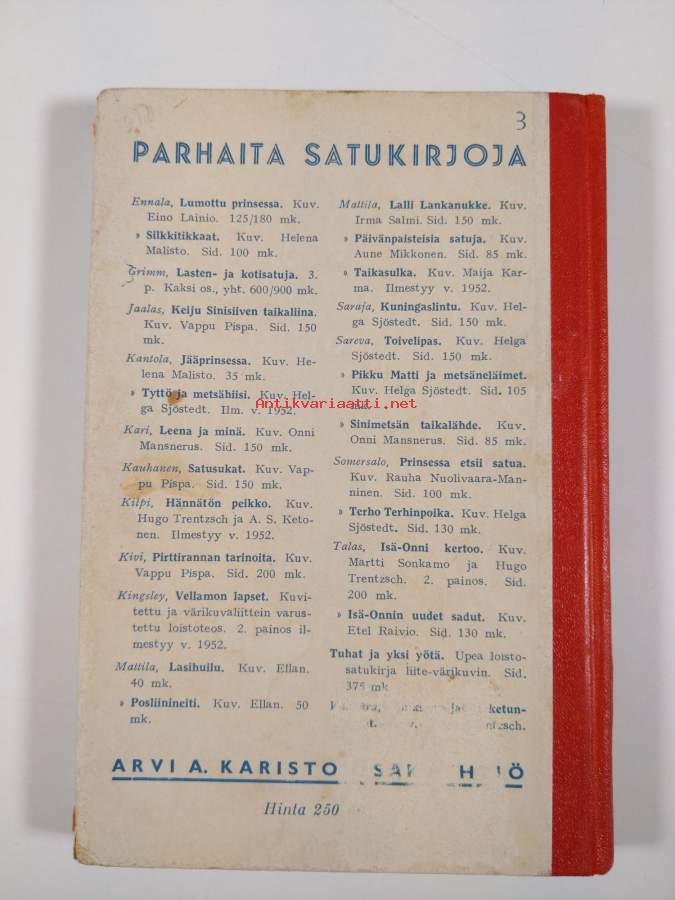 3
PARHAITA SATUKIRJOJA
Ennala, Lumottu prinsessa. Kuv.
Eino Lainio. 125/180 mk.
» Silkkitikkaat. Kuv. Helena
Malisto. Sid. 100 mk.
Grimm, Lasten- ja kotisatuja. 3.
p. Kaksi os., yht. 600/900 mk.
Jaalas, Keiju Sinisiiven taikaliina.
Kuv. Vappu Pispa. Sid. 150
mk.
Kantola, Jääprinsessa. Kuv. He-
lena Malisto. 35 mk.
» Tyttö ja metsähiisi. Kuv. Hel-
ga Sjöstedt. Ilm. v. 1952.
Kari, Leena ja minä. Kuv. Onni
Mansnerus. Sid. 150 mk.
Kauhanen, Satusukat. Kuv. Vap-
pu Pispa. Sid. 150 mk.
Kilpi, Hännätön peikko. Kuv.
Hugo Trentzsch ja A. S. Keto-
nen. Ilmestyy v. 1952.
Kivi, Pirttirannan tarinoita. Kuv.
Vappu Pispa. Sid. 200 mk.
Kingsley, Vellamon lapset. Kuvi-
tettu ja värikuvaliittein varus-
tettu loistoteos. 2. painos il-
mestyy v. 1952.
Mattila, Lasihuilu. Kuv. Ellan.
40 mk.
» Posliinineiti. Kuv. Ellan. 50
mk.
Mattila, Lalli Lankanukke. Kuv.
Irma Salmi. Sid. 150 mk.
» Päivänpaisteisia satuja. Kuv.
Aune Mikkonen. Sid. 85 mk.
» Taikasulka. Kuv. Maija Kar-
ma. Ilmestyy v. 1952.
Saraja, Kuningaslintu. Kuv. Hel-
ga Sjöstedt. Sid. 150 mk.
Sareva, Toivelipas. Kuv. Helga
Sjöstedt. Sid. 150 mk.
» Pikku Matti ja metsäneläimet.
Kuv. Helga Sjöstedt. Sid. 105
mk.
» Sinimetsän taikalähde. Kuv.
Onni Mansnerus. Sid. 85 mk.
Somersalo, Prinsessa etsii satua.
Kuv. Rauha Nuolivaara-Man-
ninen. Sid. 100 mk.
» Terho Terhinpoika. Kuv. Helga
Sjöstedt. Sid. 130 mk.
Talas, Isä-Onni kertoo. Kuv.
Martti Sonkamo ja Hugo
Trentzsch. 2. painos. Sid.
200 mk.
» Isä-Onnin uudet sadut. Kuv.
Etel Raivio. Sid. 130 mk.
Tuhat ja yksi yötä. Upea loisto-
satukirja liite-värikuvin. Sid.
375 mk
Antikvariaatti.net
ARVI A. KARISTO
Hinta 250